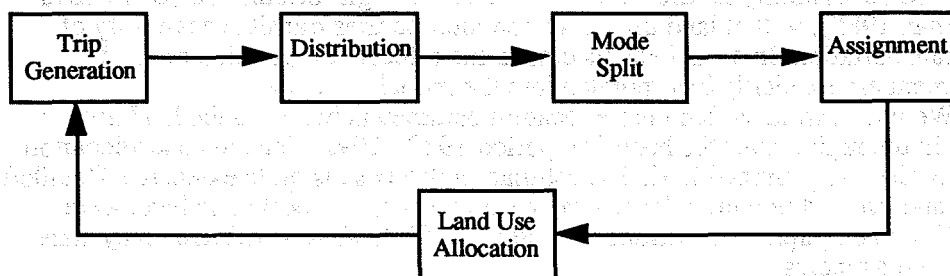 Trip
Generation
Distribution
Mode
Split
Assignment
Land Use
Allocation